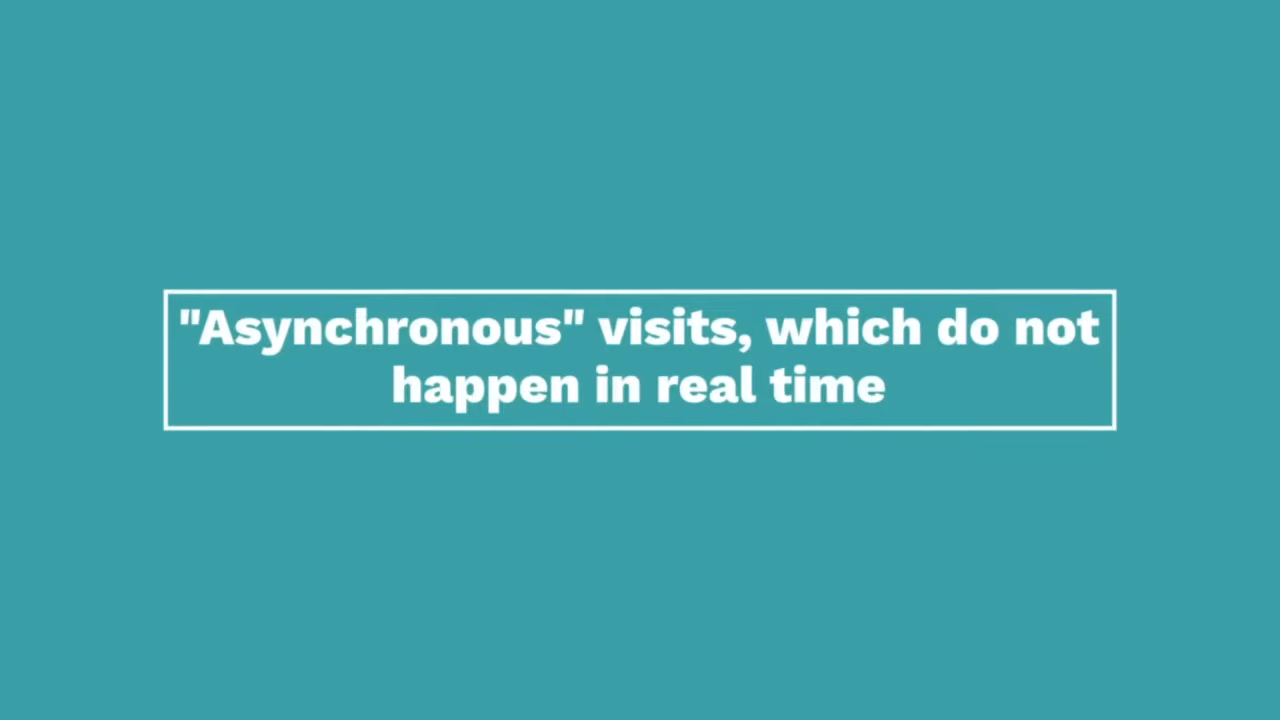 "Asynchronous" visits, which do not
happen in real time